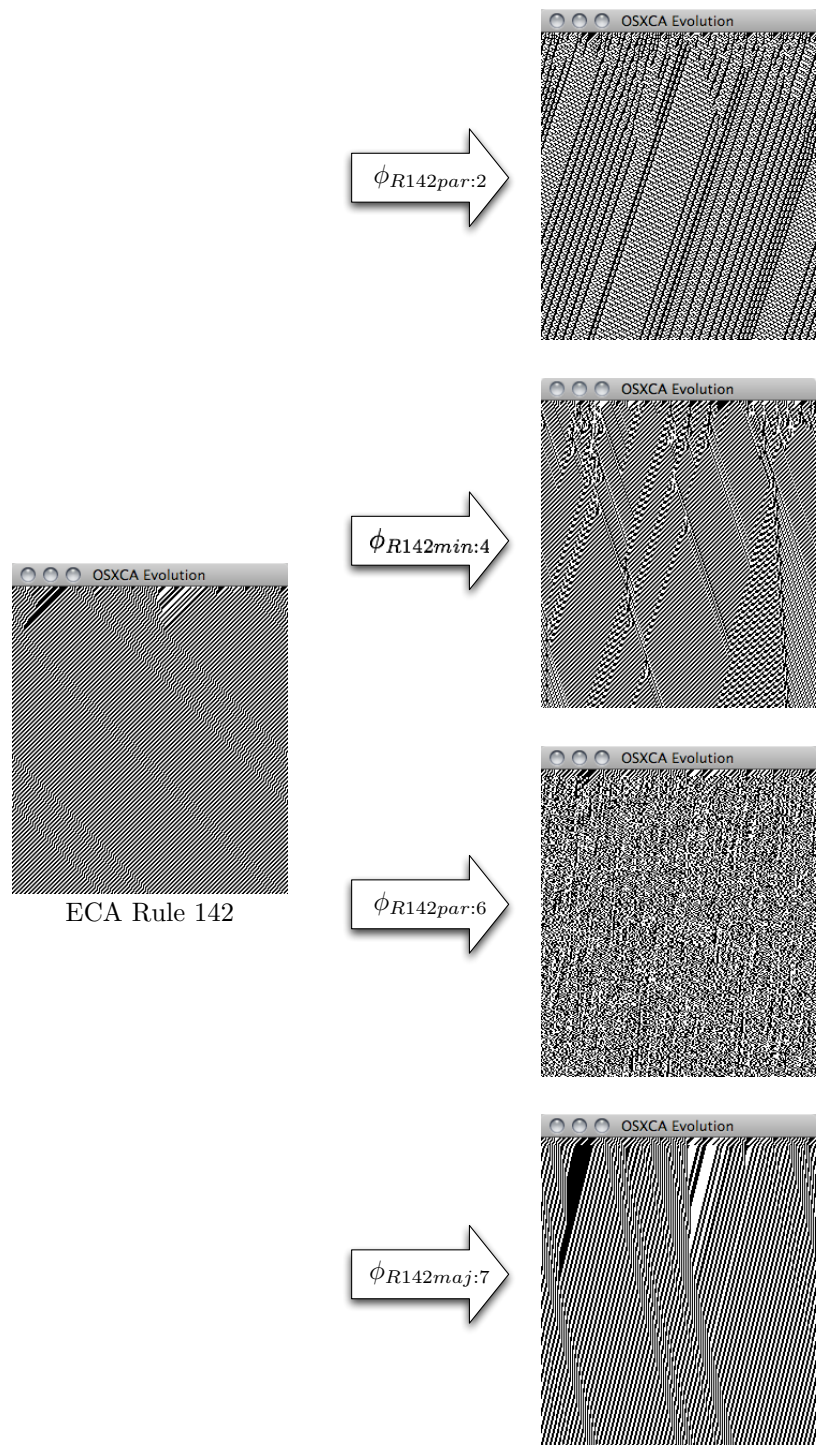 OSXCA Evolution
ϕR142par:2
OSXCA Evolution
ϕR142min:4
OSXCA Evolution
ECA Rule 142
OSXCA Evolution
ϕR142par:6
OSXCA Evolution
ϕR142maj:7